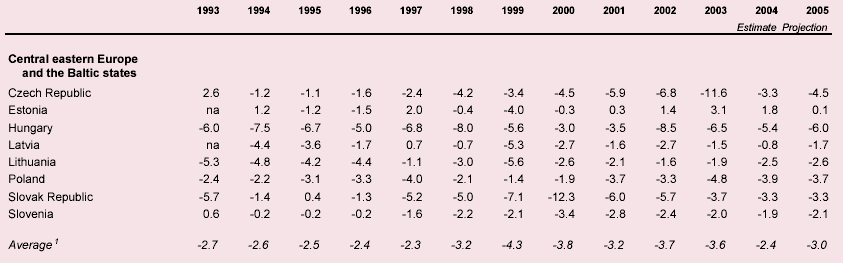 1993 1994 1995 1996 1997 1998 1999 2000 2001 2002 2003 2004 2005
Estimate Projection
Central eastern Europe
and the Baltic states
Czech Republic 2.6 -1.2 -1.1 -1.6 -2.4 -4.2 -3.4 -4.5 -5.9 -6.8 -11.6 -3.3 -4.5
Estonia na 1.2 -1.2 -1.5 2.0 -0.4 -4.0 -0.3 0.3 1.4 3.1 1.8 0.1
Hungary -6.0 -7.5 -6.7 -5.0 -6.8 -8.0 -5.6 -3.0 -3.5 -8.5 -6.5 -5.4 -6.0
Latvia na -4.4 -3.6 -1.7 0.7 -0.7 -5.3 -2.7 -1.6 -2.7 -1.5 -0.8 -1.7
Lithuania -5.3 -4.8 -4.2 -4.4 -1.1 -3.0 -5.6 -2.6 -2.1 -1.6 -1.9 -2.5 -2.6
Poland -2.4 -2.2 -3.1 -3.3 -4.0 -2.1 -1.4 -1.9 -3.7 -3.3 -4.8 -3.9 -3.7
Slovak Republic -5.7 -1.4 0.4 -1.3 -5.2 -5.0 -7.1 -12.3 -6.0 -5.7 -3.7 -3.3 -3.3
Slovenia 0.6 -0.2 -0.2 -0.2 -1.6 -2.2 -2.1 -3.4 -2.8 -2.4 -2.0 -1.9 -2.1
Average 1 -2.7 -2.6 -2.5 -2.4 -2.3 -3.2 -4.3 -3.8 -3.2 -3.7 -3.6 -2.4 -3.0